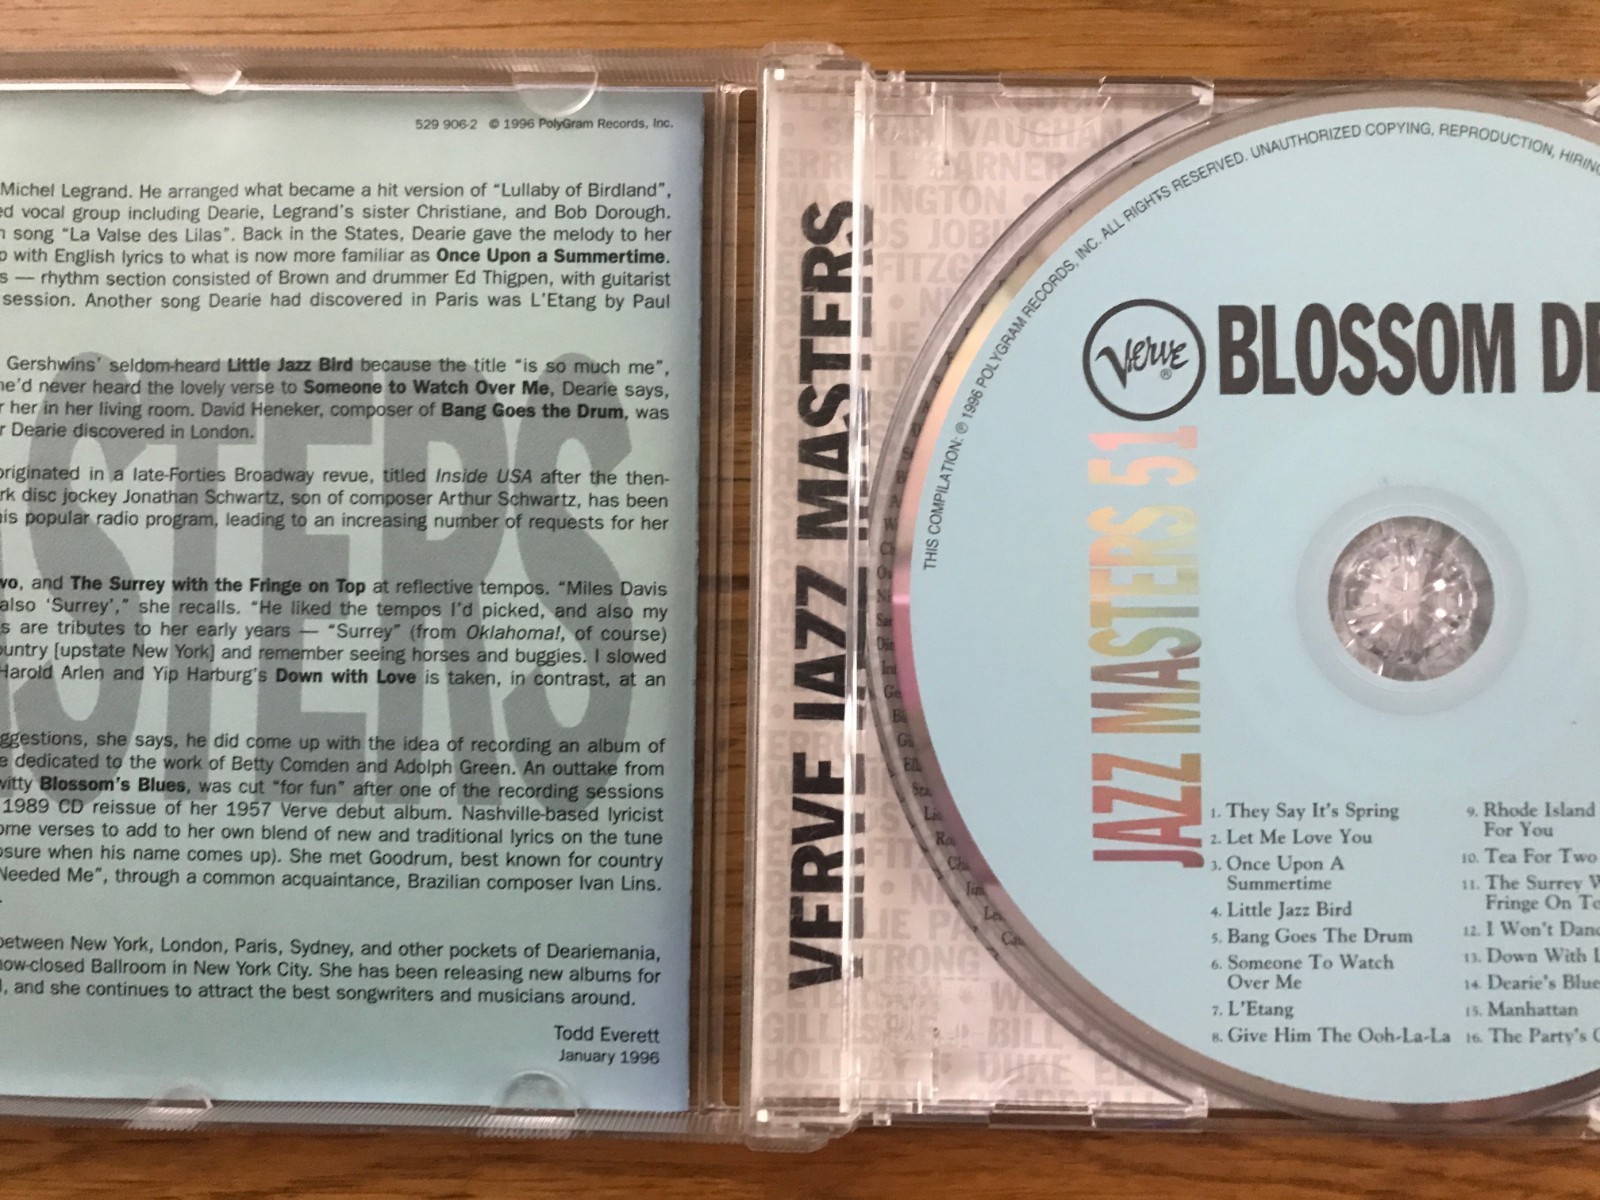 529 906-2 © 1996 PolyGram Records, Inc.
Michel Legrand. He arranged what became a hit version of “Lullaby of Birdland”,
vocal group including Dearie, Legrand’s sister Christiane, and Bob Dorough.
song “La Valse des Lilas”. Back in the States, Dearie gave the melody to her
with English lyrics to what is now more familiar as Once Upon a Summertime.
— rhythm section consisted of Brown and drummer Ed Thigpen, with guitarist
session. Another song Dearie had discovered in Paris was L’Etang by Paul
Gershwins’ seldom-heard Little Jazz Bird because the title “is so much me”,
never heard the lovely verse to Someone to Watch Over Me, Dearie says,
her in her living room. David Heneker, composer of Bang Goes the Drum, was
Dearie discovered in London.
originated in a late-Forties Broadway revue, titled Inside USA after the then-
disc jockey Jonathan Schwartz, son of composer Arthur Schwartz, has been
his popular radio program, leading to an increasing number of requests for her
and The Surrey with the Fringe on Top at reflective tempos. “Miles Davis
also ‘Surrey’,” she recalls. “He liked the tempos I’d picked, and also my
are tributes to her early years — “Surrey” (from Oklahoma!, of course)
[upstate New York] and remember seeing horses and buggies. I slowed
Harold Arlen and Yip Harburg’s Down with Love is taken, in contrast, at an
she says, he did come up with the idea of recording an album of
dedicated to the work of Betty Comden and Adolph Green. An outtake from
witty Blossom’s Blues, was cut “for fun” after one of the recording sessions
1989 CD reissue of her 1957 Verve debut album. Nashville-based lyricist
verses to add to her own blend of new and traditional lyrics on the tune
when his name comes up). She met Goodrum, best known for country
Needed Me”, through a common acquaintance, Brazilian composer Ivan Lins.
between New York, London, Paris, Sydney, and other pockets of Deariemania,
now-closed Ballroom in New York City. She has been releasing new albums for
and she continues to attract the best songwriters and musicians around.
Todd Everett
January 1996
VERVE JAZZ MASTERS
THIS COMPILATION: ℗ 1996 POLYGRAM RECORDS, INC. ALL RIGHTS RESERVED. UNAUTHORIZED COPYING, REPRODUCTION, HIRING
Verve®
BLOSSOM DE
JAZZ MASTERS 51
1. They Say It’s Spring
2. Let Me Love You
3. Once Upon A
Summertime
4. Little Jazz Bird
5. Bang Goes The Drum
6. Someone To Watch
Over Me
7. L’Etang
8. Give Him The Ooh-La-La
9. Rhode Island
For You
10. Tea For Two
11. The Surrey W
Fringe On To
12. I Won’t Danc
13. Down With L
14. Dearie’s Blue
15. Manhattan
16. The Party’s O